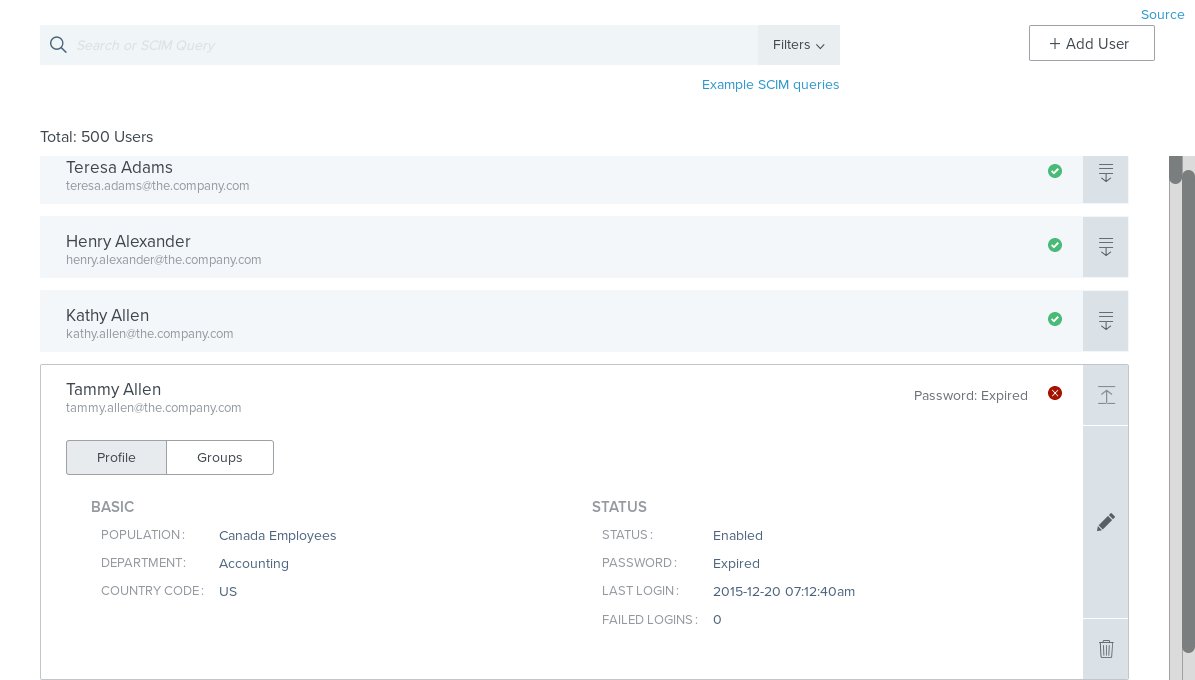 Source
Search or SCIM Query
Filters
+ Add User
Example SCIM queries
Total: 500 Users
Teresa Adams
teresa.adams@the.company.com
Henry Alexander
henry.alexander@the.company.com
Kathy Allen
kathy.allen@the.company.com
Tammy Allen
tammy.allen@the.company.com
Password: Expired
Profile Groups
BASIC
POPULATION: Canada Employees
DEPARTMENT: Accounting
COUNTRY CODE: US
STATUS
STATUS: Enabled
PASSWORD: Expired
LAST LOGIN: 2015-12-20 07:12:40am
FAILED LOGINS: 0